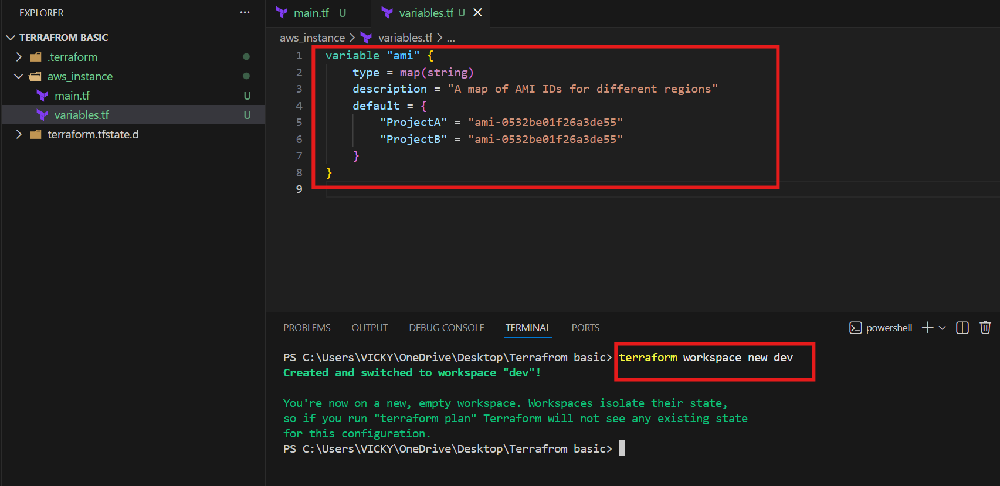 EXPLORER
TERRAFROM BASIC
.terraform
aws_instance
main.tf U
variables.tf U
terraform.tfstate.d
main.tf U variables.tf U
aws_instance > variables.tf > ...
1 variable "ami" {
2 type = map(string)
3 description = "A map of AMI IDs for different regions"
4 default = {
5 "ProjectA" = "ami-0532be01f26a3de55"
6 "ProjectB" = "ami-0532be01f26a3de55"
7 }
8 }
9
PROBLEMS OUTPUT DEBUG CONSOLE TERMINAL PORTS powershell
PS C:\Users\VICKY\OneDrive\Desktop\Terrafrom basic> terraform workspace new dev
Created and switched to workspace "dev"!
You're now on a new, empty workspace. Workspaces isolate their state,
so if you run "terraform plan" Terraform will not see any existing state
for this configuration.
PS C:\Users\VICKY\OneDrive\Desktop\Terrafrom basic>